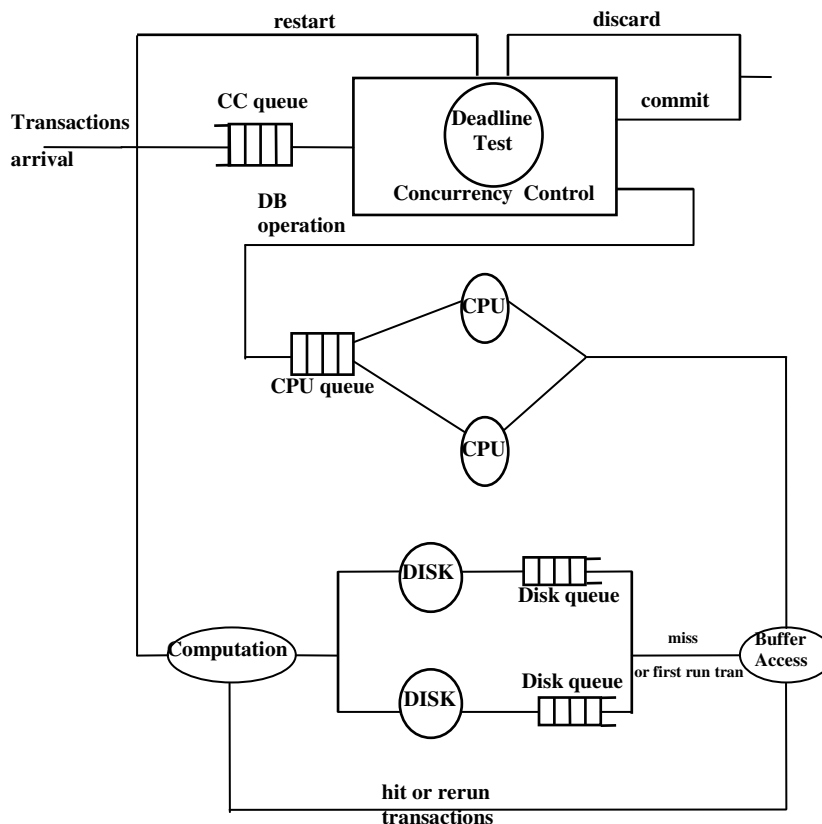 restart
discard
CC queue
commit
Transactions
arrival
Deadline
Test
Concurrency Control
DB
operation
CPU
CPU queue
CPU
DISK
Disk queue
Computation
miss
or first run tran
Buffer
Access
DISK
Disk queue
hit or rerun
transactions